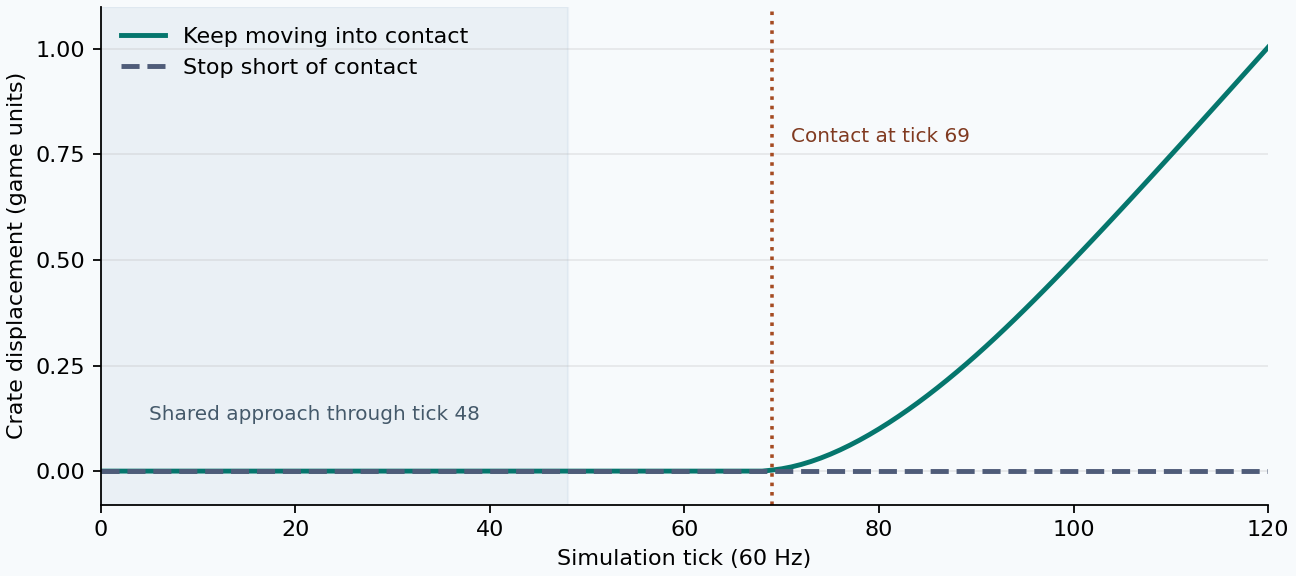 Keep moving into contact
Stop short of contact
Contact at tick 69
Shared approach through tick 48
Crate displacement (game units)
1.00
0.75
0.50
0.25
0.00
0 20 40 60 80 100 120
Simulation tick (60 Hz)